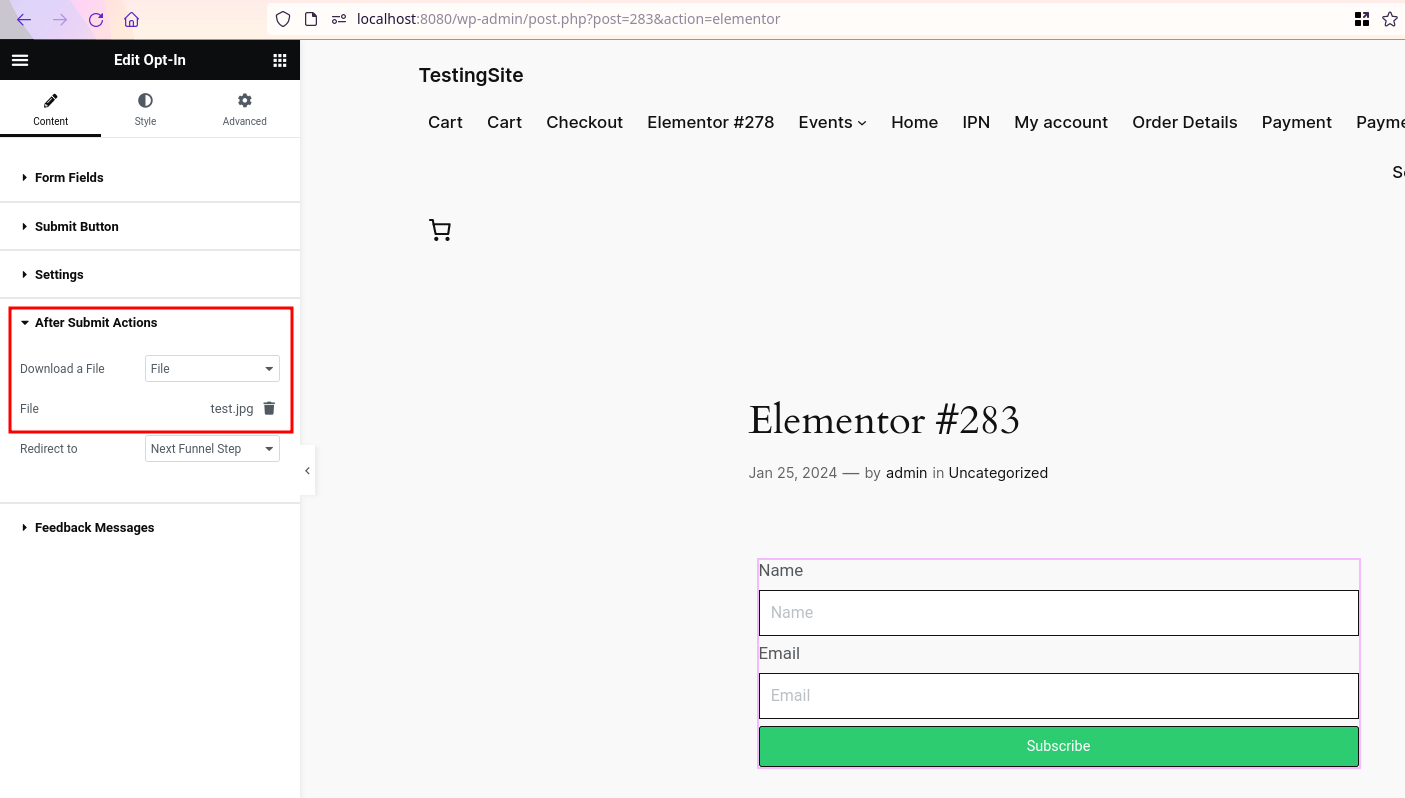 localhost:8080/wp-admin/post.php?post=283&action=elementor
Edit Opt-In
Content
Style
Advanced
Form Fields
Submit Button
Settings
After Submit Actions
Download a File
File
File
test.jpg
Redirect to
Next Funnel Step
Feedback Messages
TestingSite
Cart Cart Checkout Elementor #278 Events Home IPN My account Order Details Payment Payme
S
Elementor #283
Jan 25, 2024 — by admin in Uncategorized
Name
Name
Email
Email
Subscribe